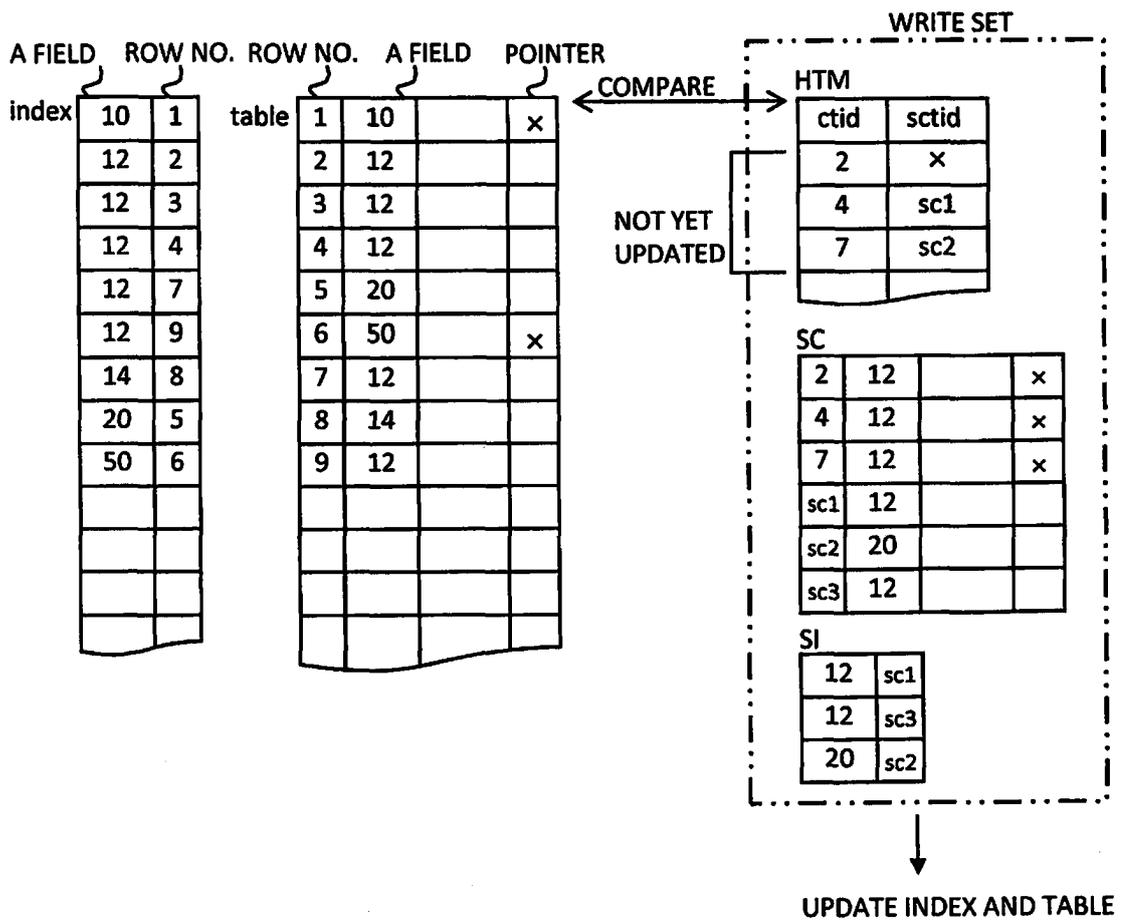 WRITE SET
A FIELD ROW NO. ROW NO. A FIELD POINTER
COMPARE
HTM
index
10 1
12 2
12 3
12 4
12 7
12 9
14 8
20 5
50 6
table
1 10 ×
2 12
3 12
4 12
5 20
6 50 ×
7 12
8 14
9 12
ctid sctid
2 ×
4 sc1
7 sc2
NOT YET
UPDATED
SC
2 12 ×
4 12 ×
7 12 ×
sc1 12
sc2 20
sc3 12
SI
12 sc1
12 sc3
20 sc2
UPDATE INDEX AND TABLE